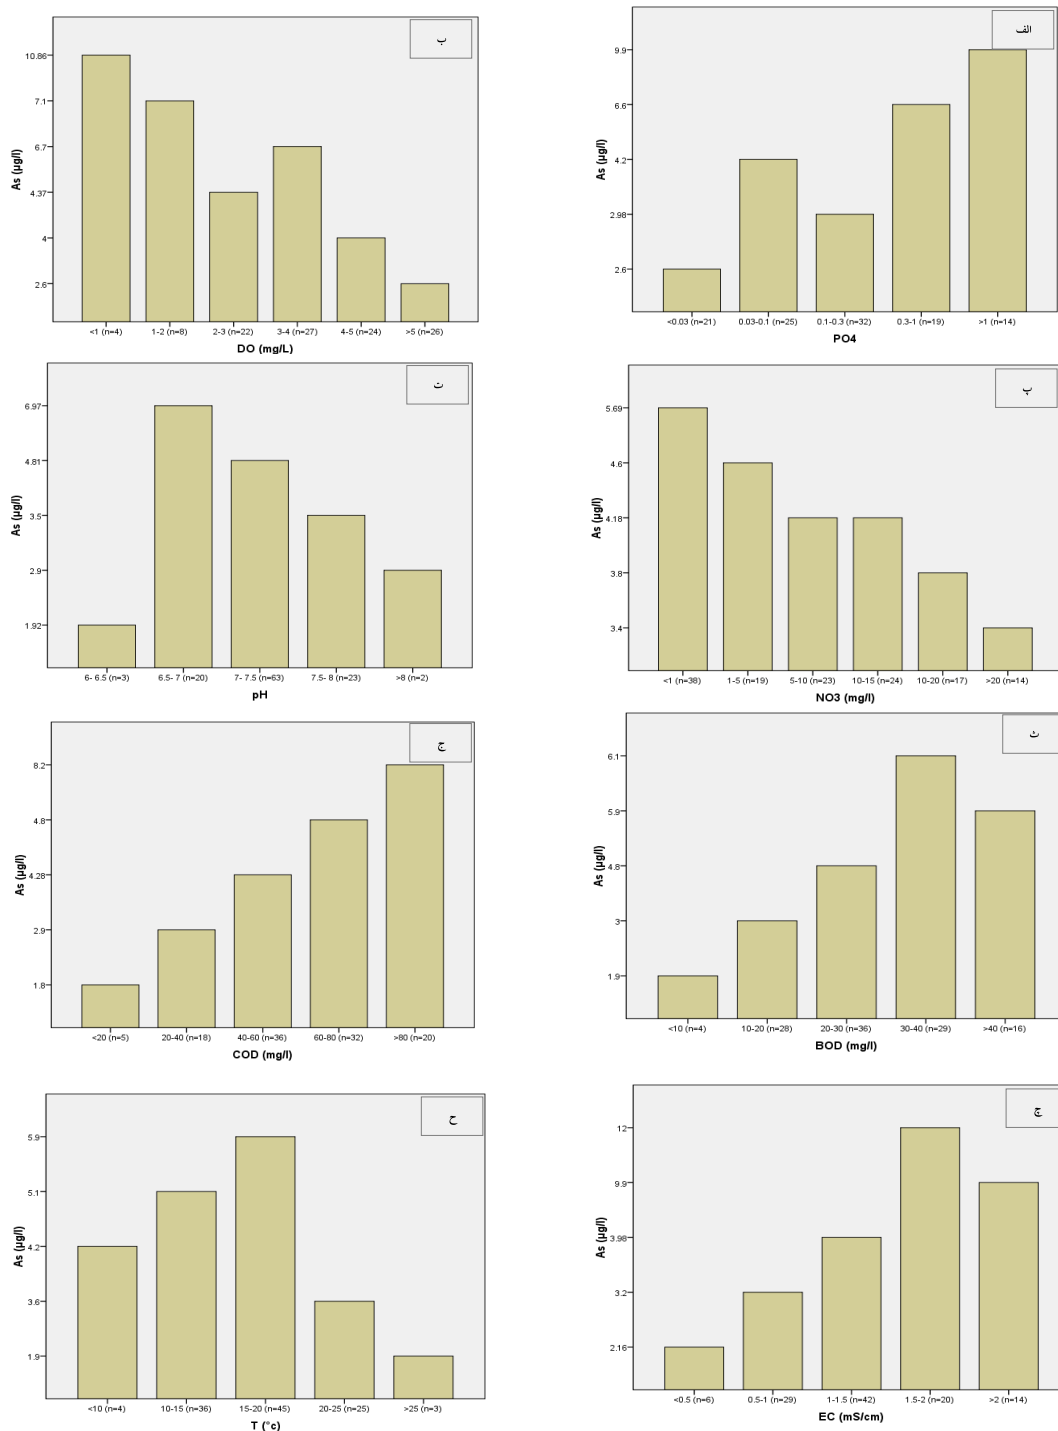 الف
As (µg/l)
9.9
6.6
4.2
2.98
2.6
<0.03 (n=21) 0.03-0.1 (n=25) 0.1-0.3 (n=32) 0.3-1 (n=19) >1 (n=14)
PO4
ب
As (µg/l)
10.86
7.1
6.7
4.37
4
2.6
<1 (n=4) 1-2 (n=8) 2-3 (n=22) 3-4 (n=27) 4-5 (n=24) >5 (n=26)
DO (mg/L)
پ
As (µg/l)
5.69
4.6
4.18
3.8
3.4
<1 (n=38) 1-5 (n=19) 5-10 (n=23) 10-15 (n=24) 10-20 (n=17) >20 (n=14)
NO3 (mg/l)
ت
As (µg/l)
6.97
4.81
3.5
2.9
1.92
6- 6.5 (n=3) 6.5- 7 (n=20) 7- 7.5 (n=63) 7.5- 8 (n=23) >8 (n=2)
pH
ث
As (µg/l)
6.1
5.9
4.8
3
1.9
<10 (n=4) 10-20 (n=28) 20-30 (n=36) 30-40 (n=29) >40 (n=16)
BOD (mg/l)
ج
As (µg/l)
8.2
4.8
4.28
2.9
1.8
<20 (n=5) 20-40 (n=18) 40-60 (n=36) 60-80 (n=32) >80 (n=20)
COD (mg/l)
چ
As (µg/l)
12
9.9
3.98
3.2
2.16
<0.5 (n=6) 0.5-1 (n=29) 1-1.5 (n=42) 1.5-2 (n=20) >2 (n=14)
EC (mS/cm)
ح
As (µg/l)
5.9
5.1
4.2
3.6
1.9
<10 (n=4) 10-15 (n=36) 15-20 (n=45) 20-25 (n=25) >25 (n=3)
T (°c)